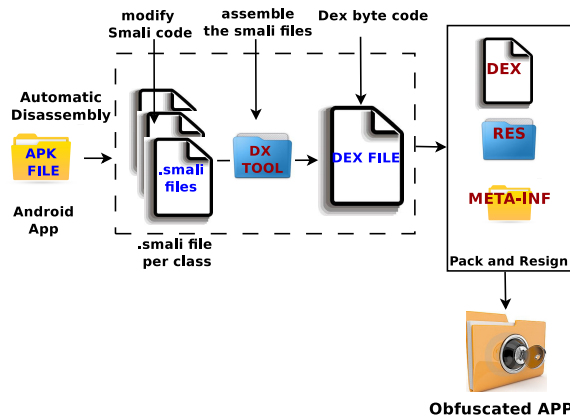 modify
Smali code
assemble
the smali files
Dex byte code
Automatic
Disassembly
APK
FILE
Android
App
.smali
files
.smali file
per class
DX
TOOL
DEX FILE
DEX
RES
META-INF
Pack and Resign
Obfuscated APP